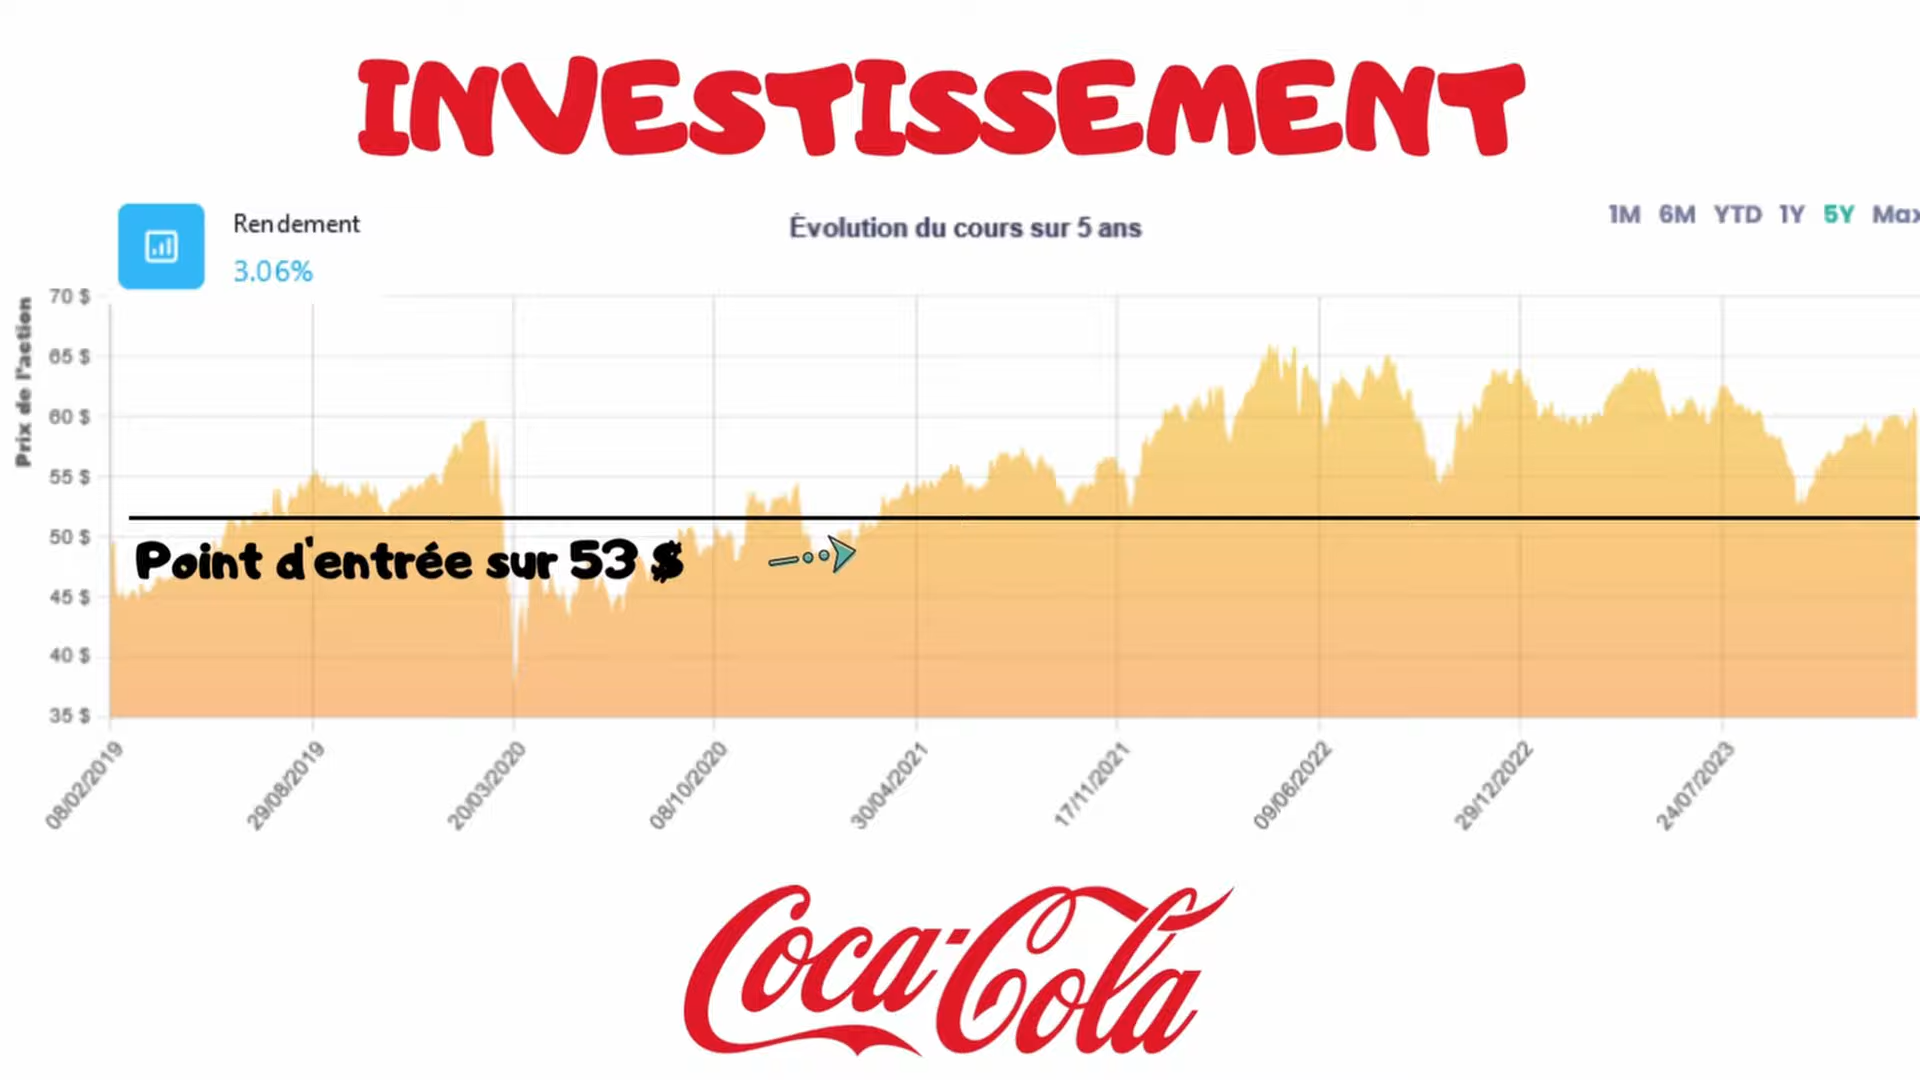 INVESTISSEMENT
Rendement
3.06%
Évolution du cours sur 5 ans
1M 6M YTD 1Y 5Y Max
Prix de l'action
70 $
65 $
60 $
55 $
50 $
45 $
40 $
35 $
Point d'entrée sur 53 $
08/02/2019
29/08/2019
20/03/2020
08/10/2020
30/04/2021
17/11/2021
09/06/2022
29/12/2022
24/07/2023
Coca-Cola